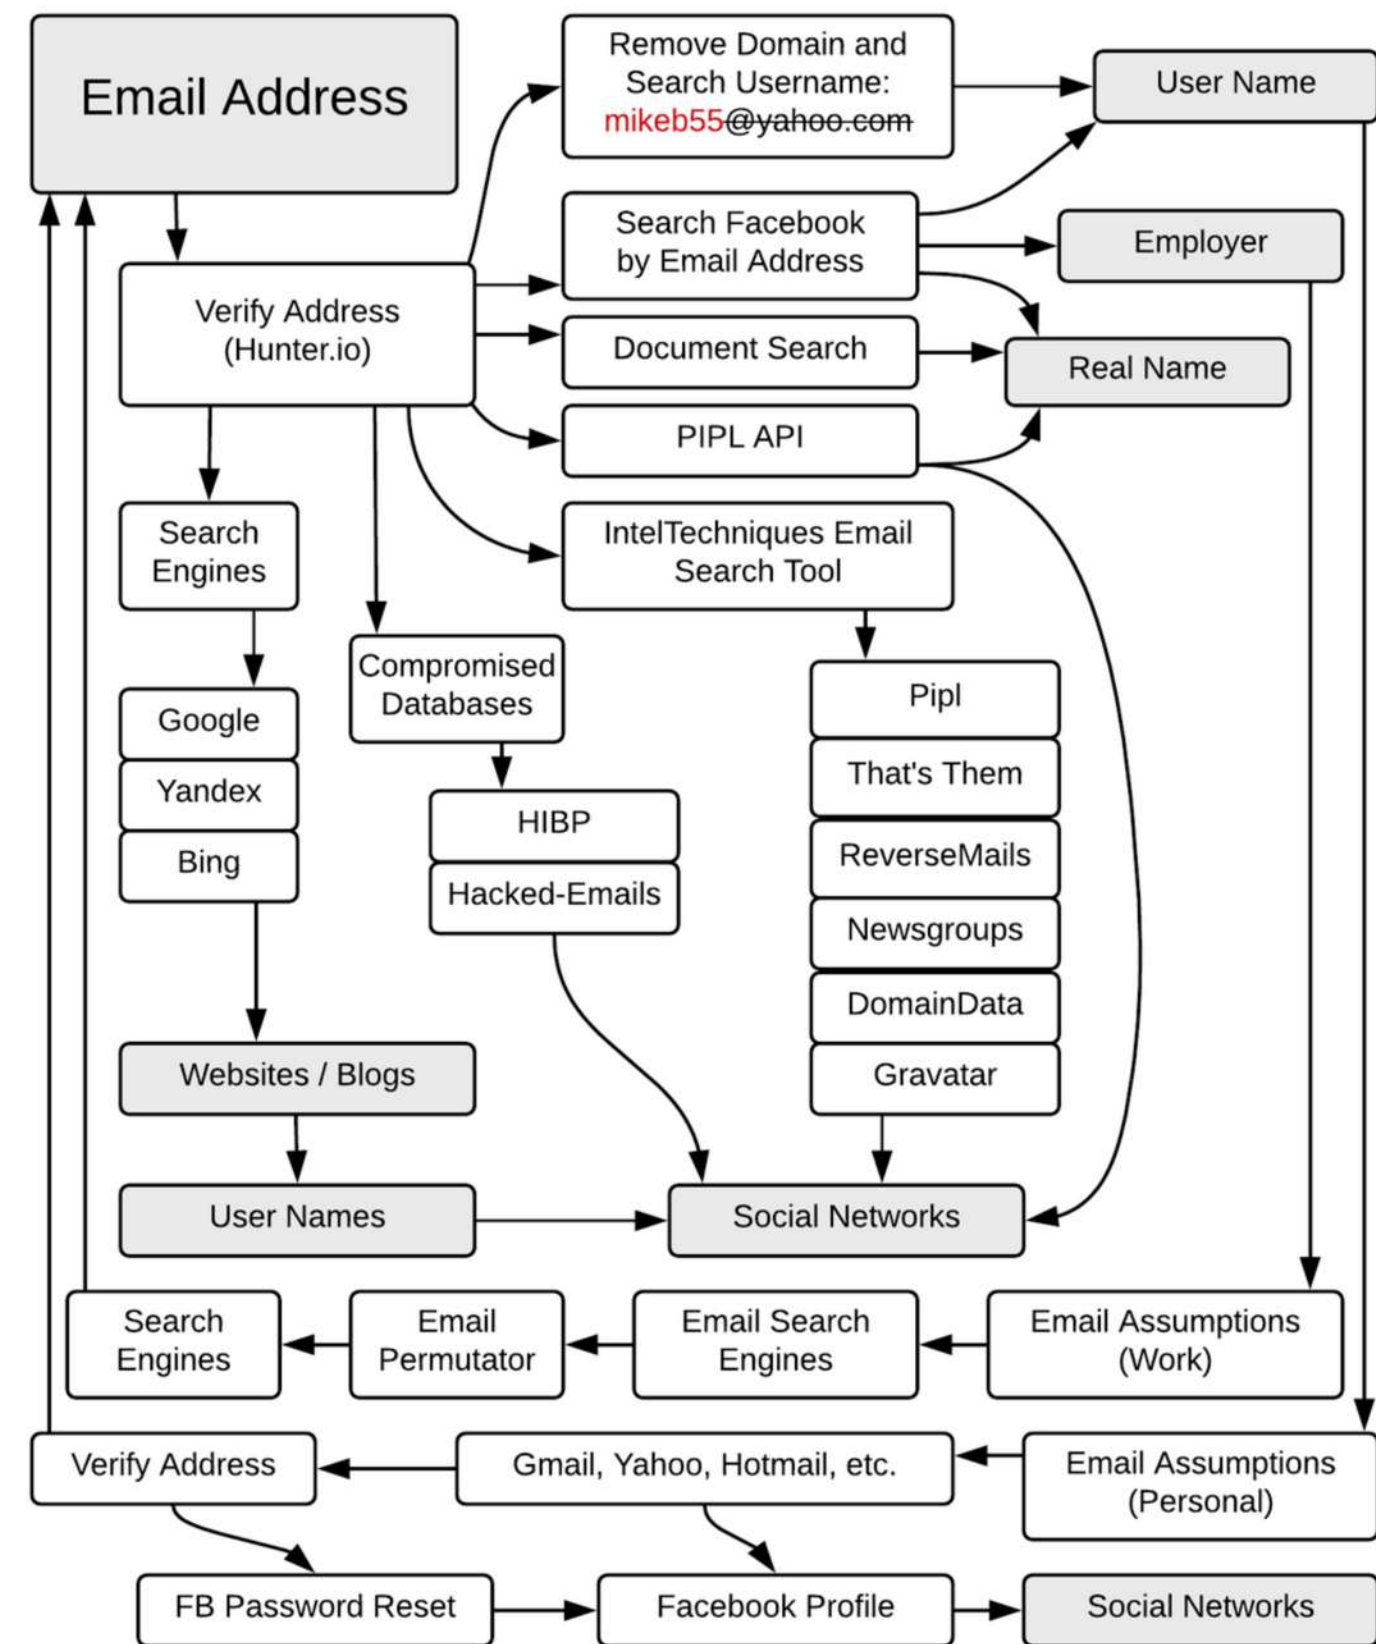 Email Address
Remove Domain and
Search Username:
mikeb55@yahoo.com
User Name
Search Facebook
by Email Address
Employer
Verify Address
(Hunter.io)
Document Search
Real Name
PIPL API
Search
Engines
IntelTechniques Email
Search Tool
Compromised
Databases
Google
Yandex
Bing
HIBP
Hacked-Emails
Pipl
That's Them
ReverseMails
Newsgroups
DomainData
Gravatar
Websites / Blogs
User Names
Social Networks
Search
Engines
Email
Permutator
Email Search
Engines
Email Assumptions
(Work)
Verify Address
Gmail, Yahoo, Hotmail, etc.
Email Assumptions
(Personal)
FB Password Reset
Facebook Profile
Social Networks